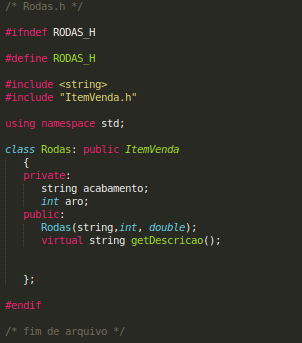 /* Rodas.h */
#ifndef RODAS_H
#define RODAS_H
#include <string>
#include "ItemVenda.h"
using namespace std;
class Rodas: public ItemVenda
{
private:
string acabamento;
int aro;
public:
Rodas(string,int, double);
virtual string getDescricao();
};
#endif
/* fim de arquivo */